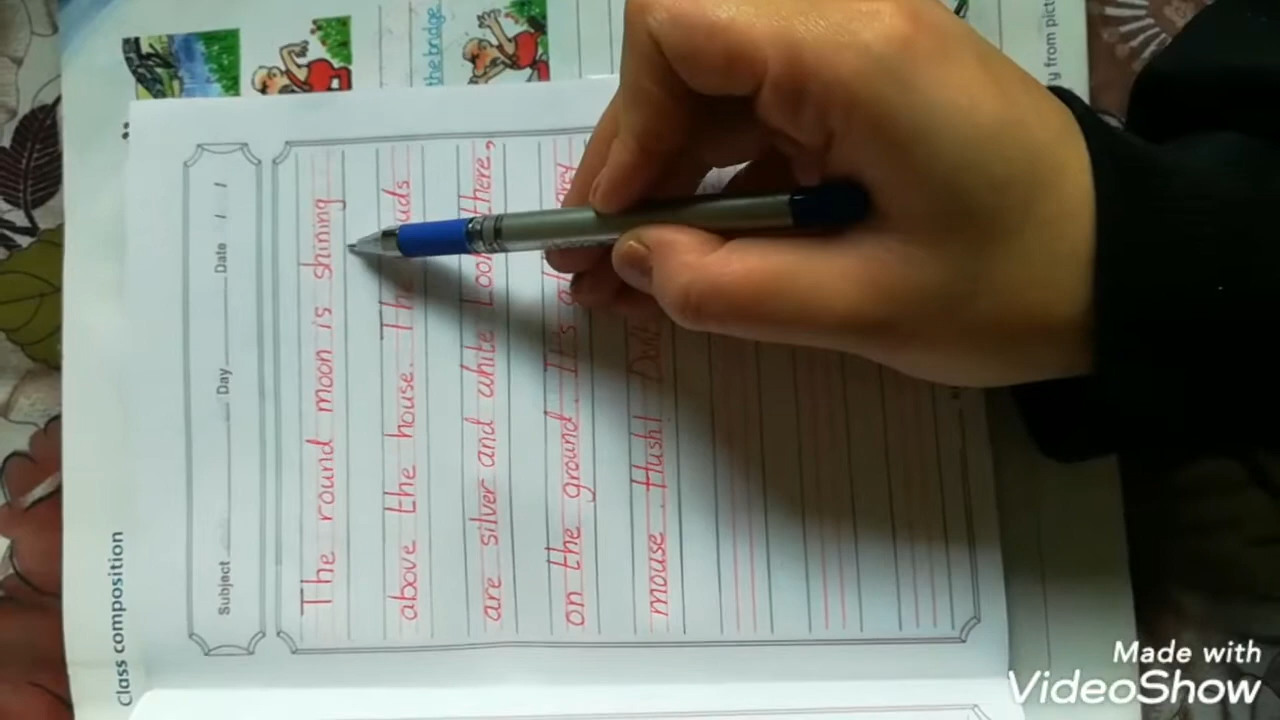 the bridge
y from pict
Class composition
Subject Day Date / /
The round moon is shining
above the house. The
are silver and white Look there,
on the ground. It's
mouse. Hush!
Made with
VideoShow